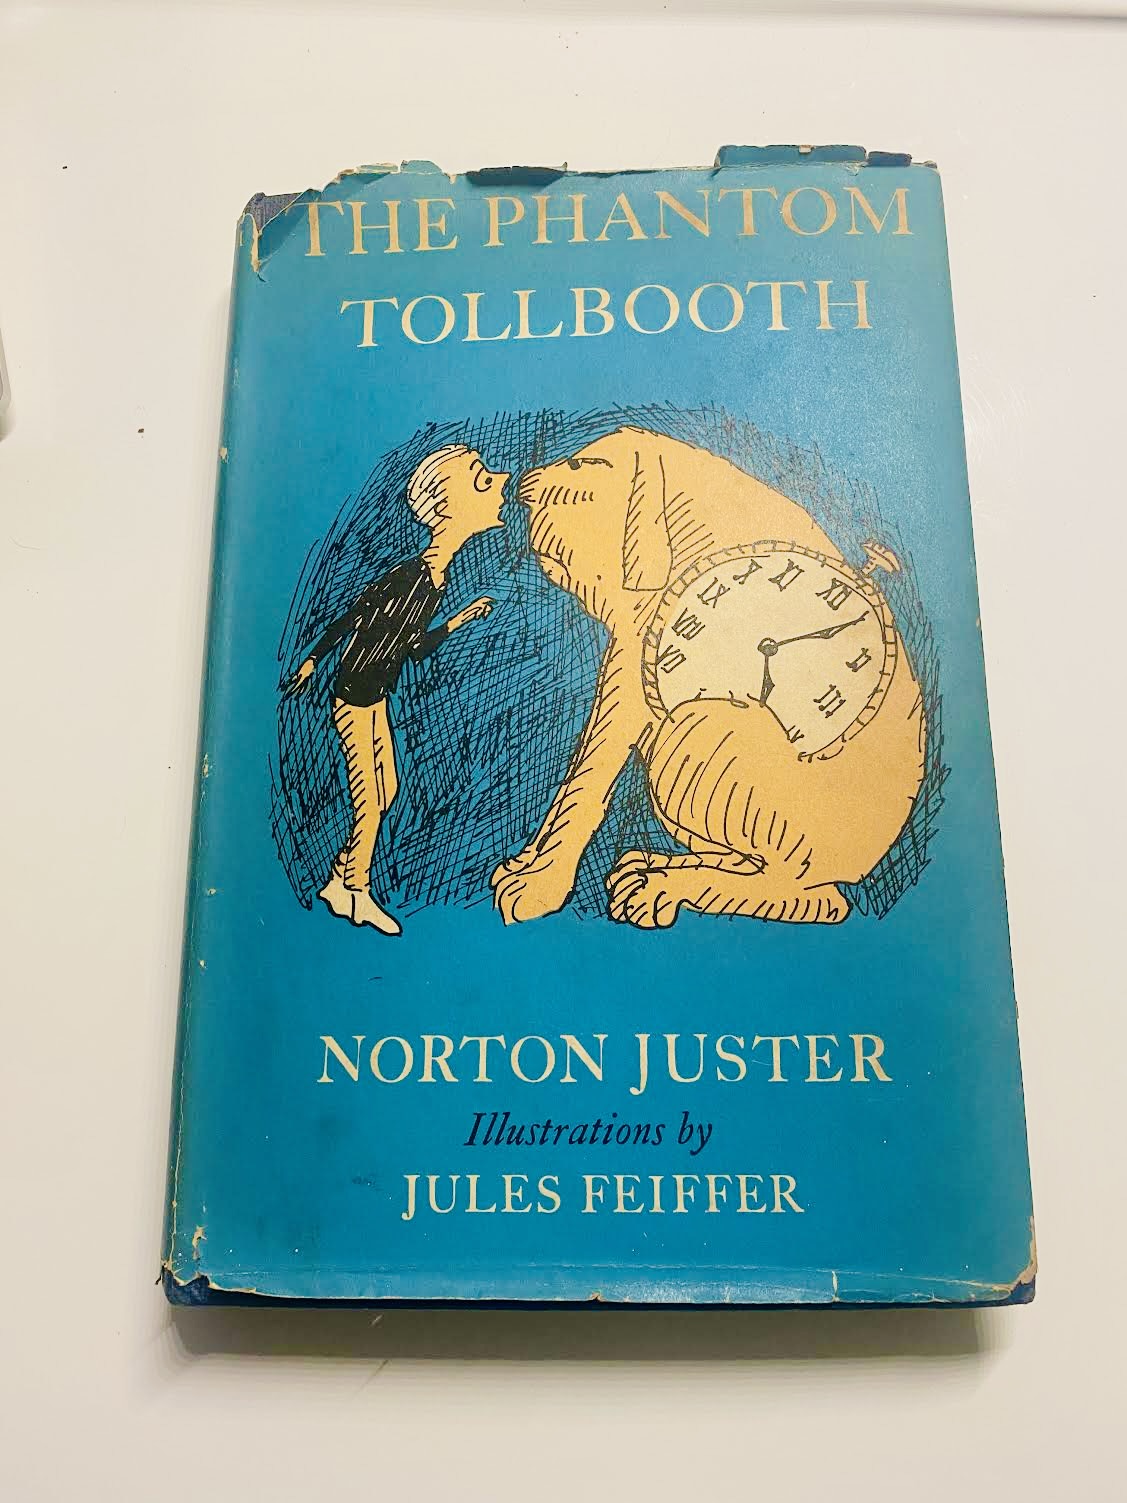 THE PHANTOM
TOLLBOOTH
NORTON JUSTER
Illustrations by
JULES FEIFFER